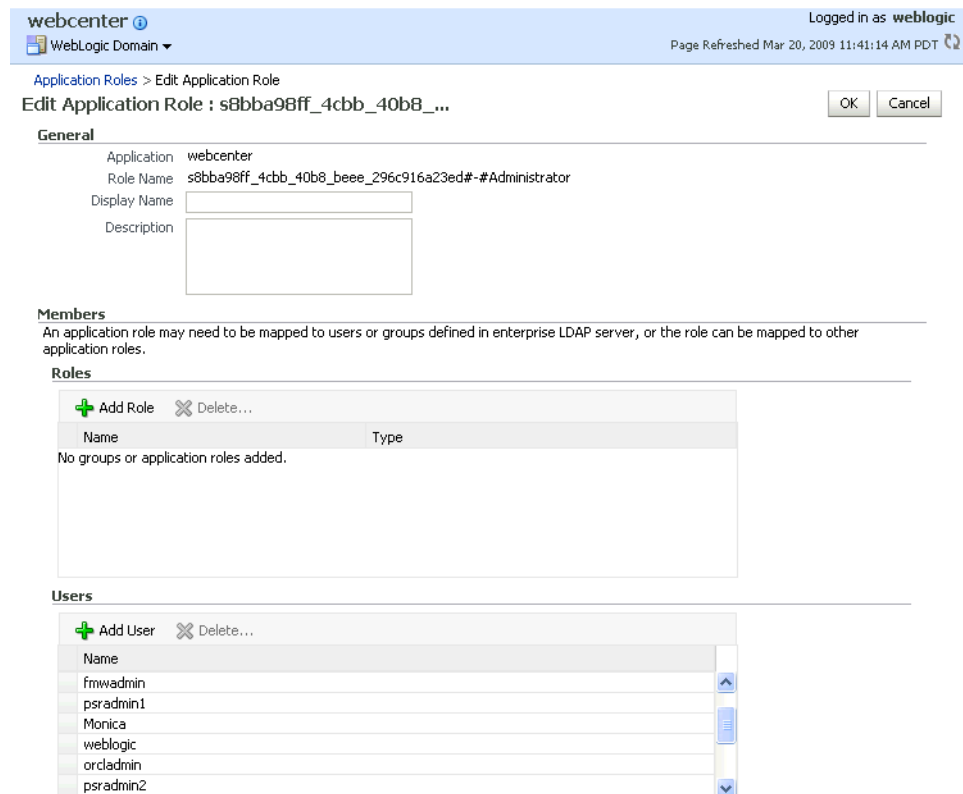 webcenter
Logged in as weblogic
WebLogic Domain
Page Refreshed Mar 20, 2009 11:41:14 AM PDT
Application Roles > Edit Application Role
Edit Application Role : s8bba98ff_4cbb_40b8_...
OK Cancel
General
Application webcenter
Role Name s8bba98ff_4cbb_40b8_beee_296c916a23ed#-#Administrator
Display Name
Description
Members
An application role may need to be mapped to users or groups defined in enterprise LDAP server, or the role can be mapped to other
application roles.
Roles
Add Role Delete...
Name Type
No groups or application roles added.
Users
Add User Delete...
Name
fmwadmin
psradmin1
Monica
weblogic
orcladmin
psradmin2